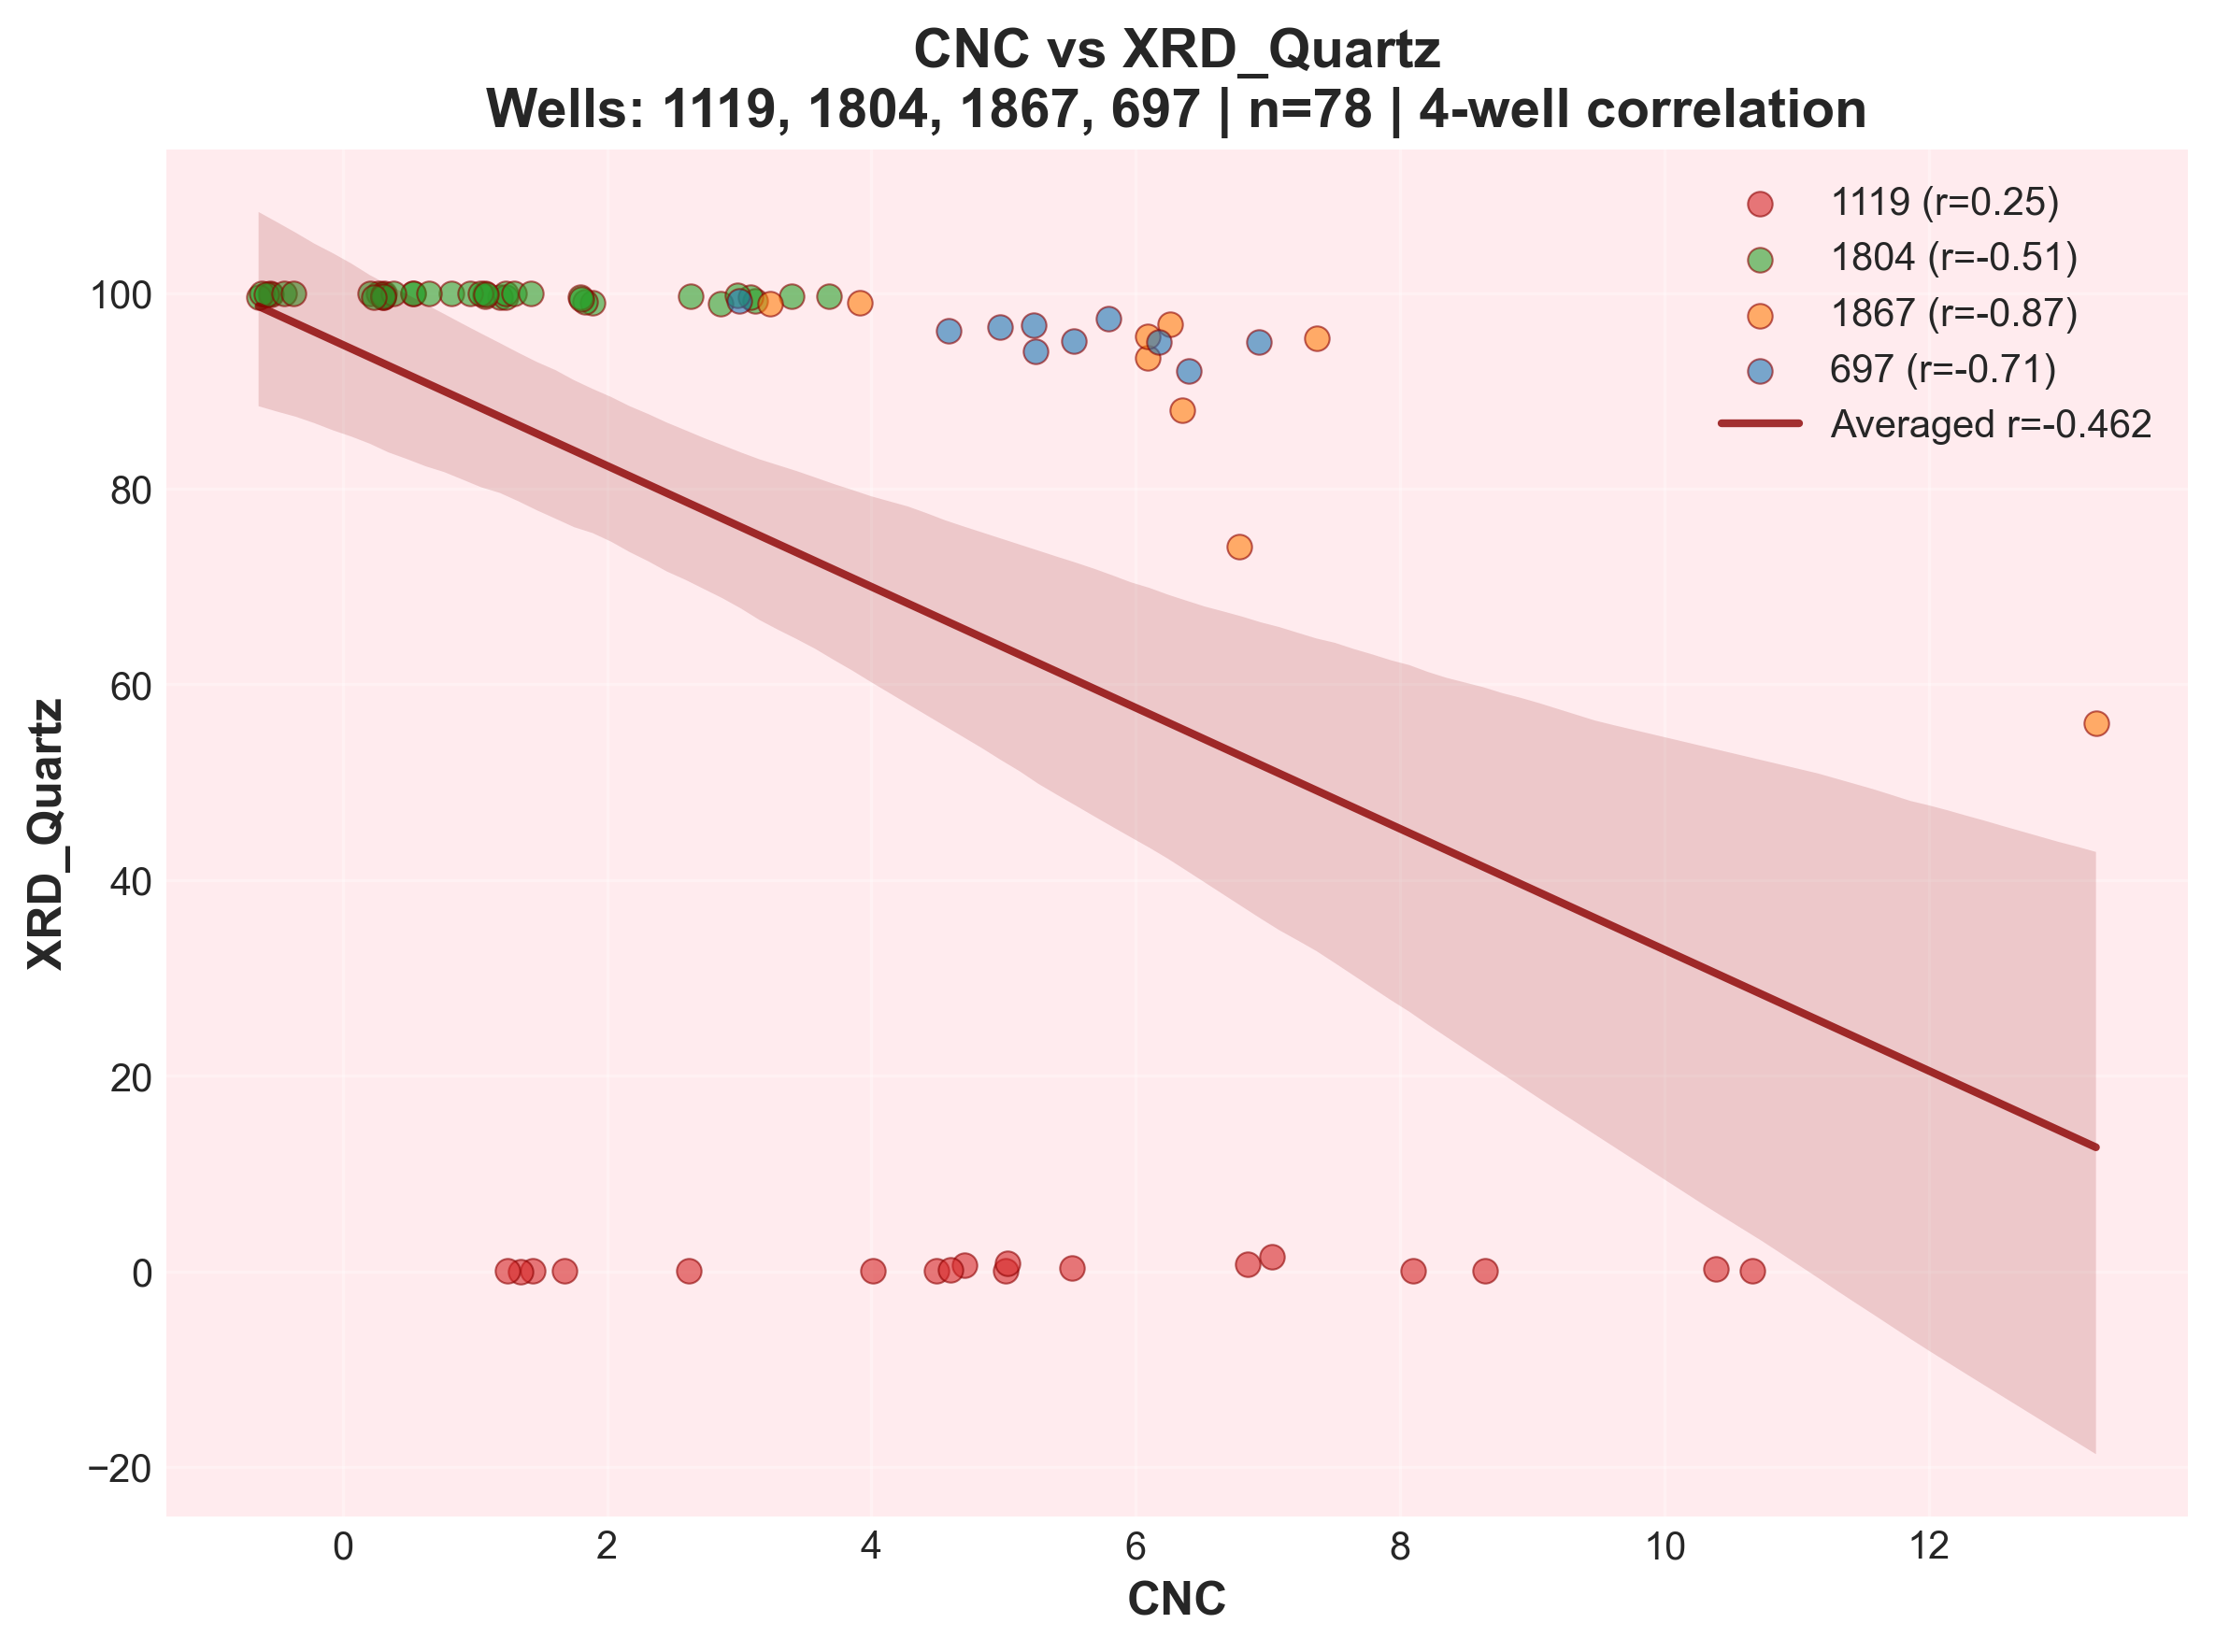 CNC vs XRD_Quartz
Wells: 1119, 1804, 1867, 697 | n=78 | 4-well correlation
1119 (r=0.25)
1804 (r=-0.51)
1867 (r=-0.87)
697 (r=-0.71)
Averaged r=-0.462
XRD_Quartz
100
80
60
40
20
0
−20
0 2 4 6 8 10 12
CNC